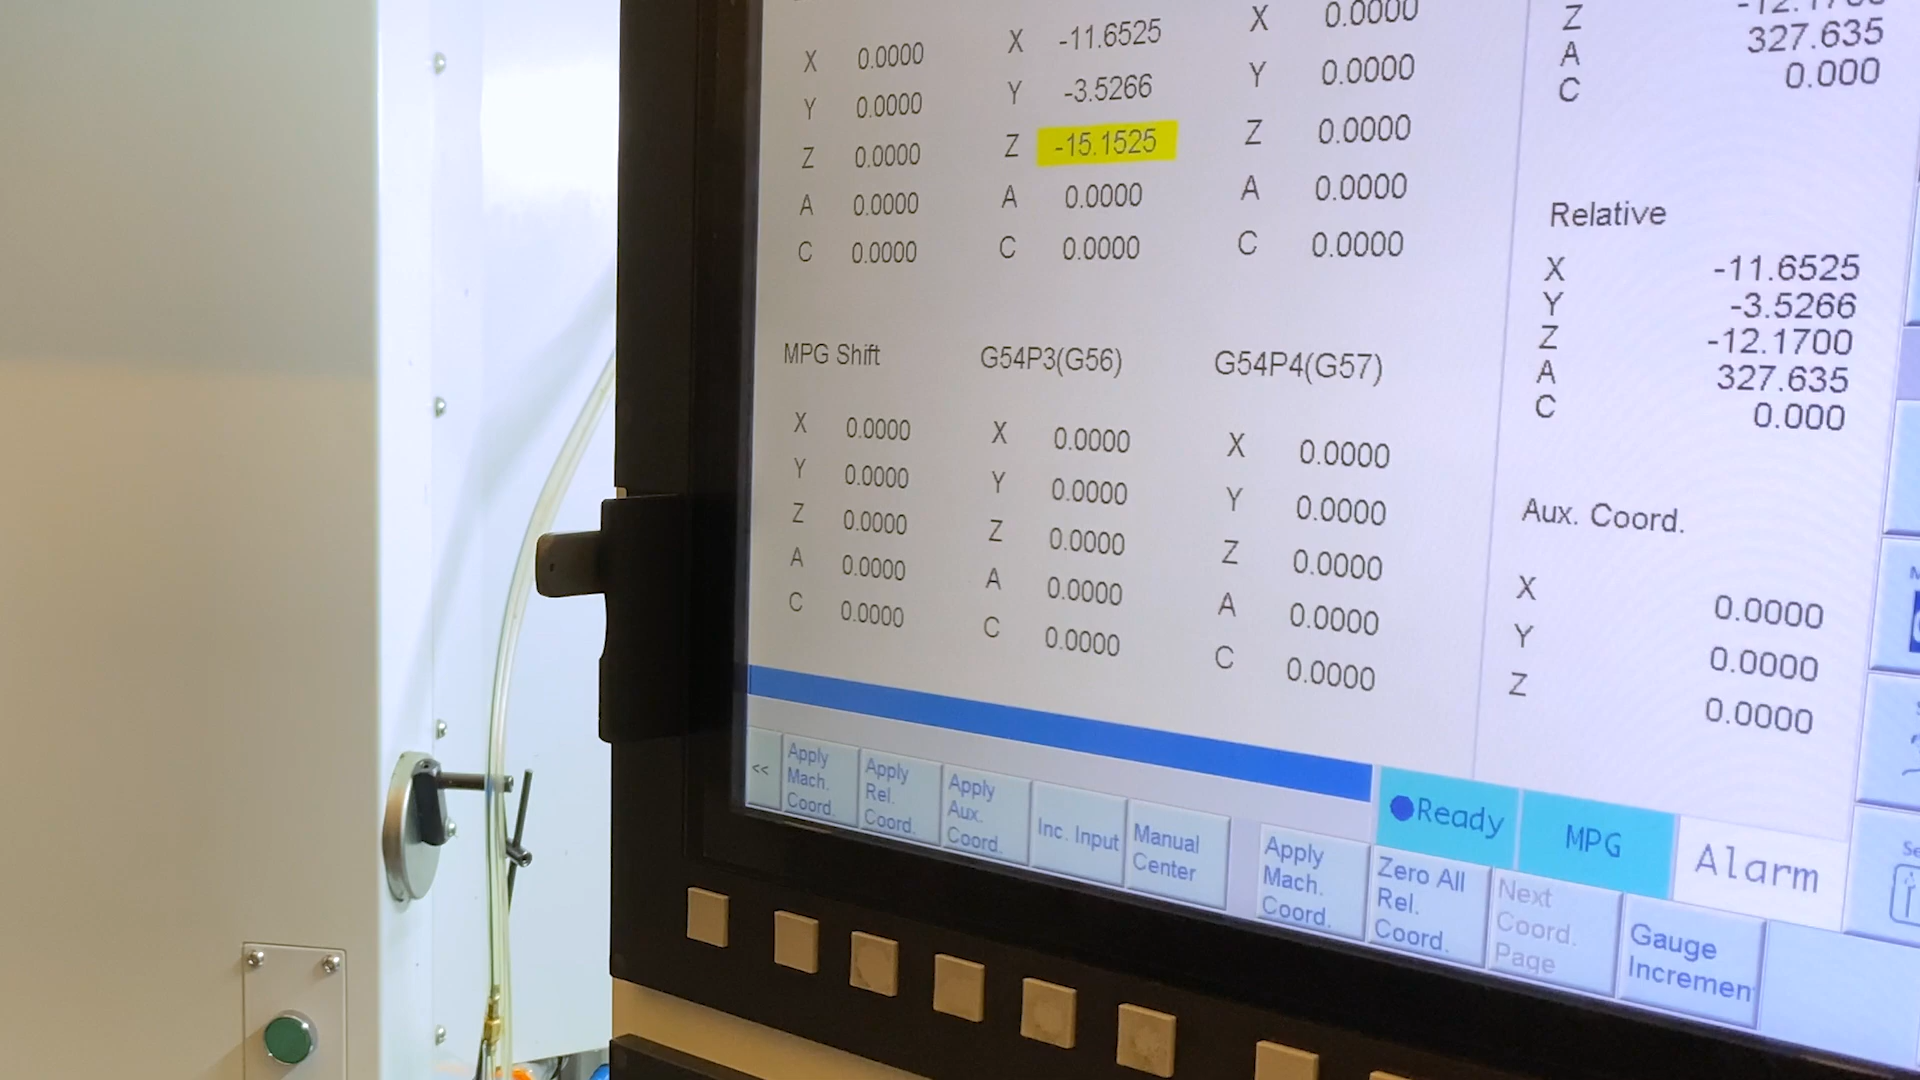 X 0.0000
Y 0.0000
Z 0.0000
A 0.0000
C 0.0000
X -11.6525
Y -3.5266
Z -15.1525
A 0.0000
C 0.0000
X 0.0000
Y 0.0000
Z 0.0000
A 0.0000
C 0.0000
Z
A 327.635
C 0.000
Relative
X -11.6525
Y -3.5266
Z -12.1700
A 327.635
C 0.000
MPG Shift
X 0.0000
Y 0.0000
Z 0.0000
A 0.0000
C 0.0000
G54P3(G56)
X 0.0000
Y 0.0000
Z 0.0000
A 0.0000
C 0.0000
G54P4(G57)
X 0.0000
Y 0.0000
Z 0.0000
A 0.0000
C 0.0000
Aux. Coord.
X 0.0000
Y 0.0000
Z 0.0000
Ready
MPG
Alarm
<<
Apply
Mach.
Coord.
Apply
Rel.
Coord.
Apply
Aux.
Coord.
Inc. Input
Manual
Center
Apply
Mach.
Coord.
Zero All
Rel.
Coord.
Next
Coord.
Page
Gauge
Incremen